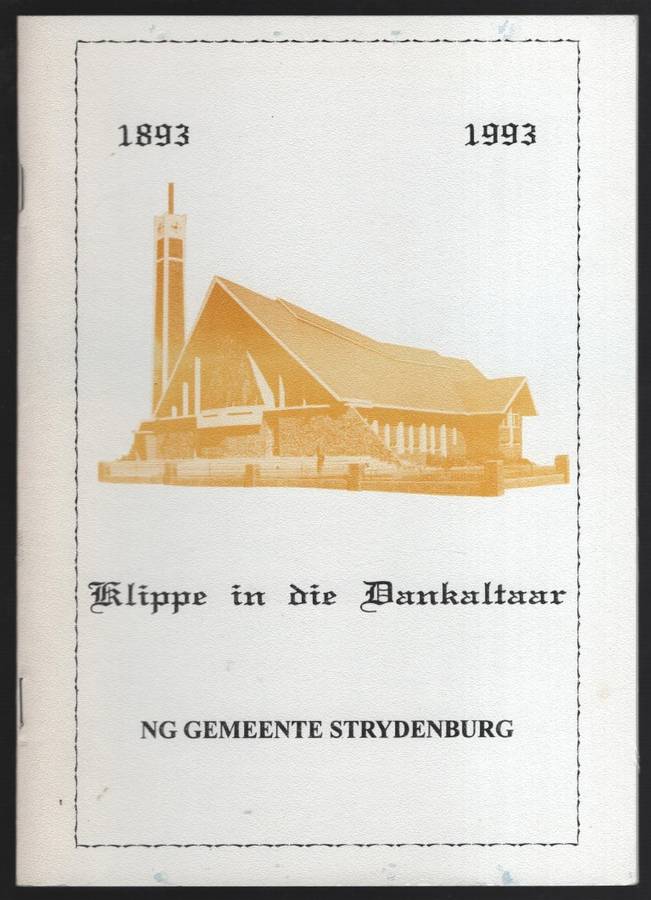 1893 1993
Klippe in die Dankaltaar
NG GEMEENTE STRYDENBURG